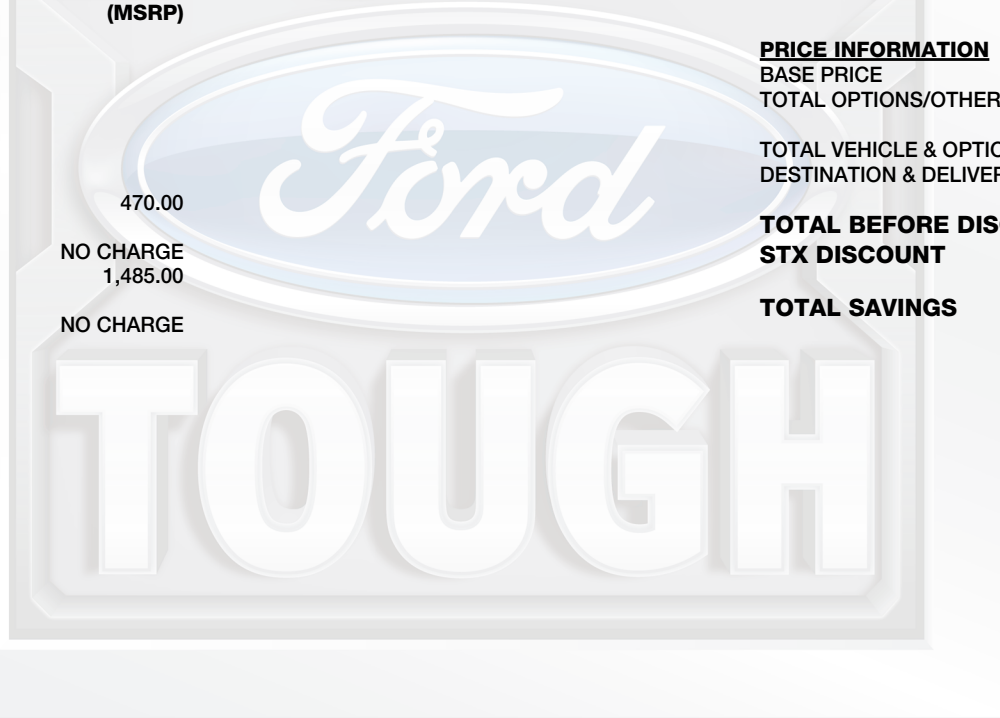 (MSRP)
470.00
NO CHARGE
1,485.00
NO CHARGE
PRICE INFORMATION
BASE PRICE
TOTAL OPTIONS/OTHER
TOTAL VEHICLE & OPTIO
DESTINATION & DELIVER
TOTAL BEFORE DISC
STX DISCOUNT
TOTAL SAVINGS
Ford
TOUGH